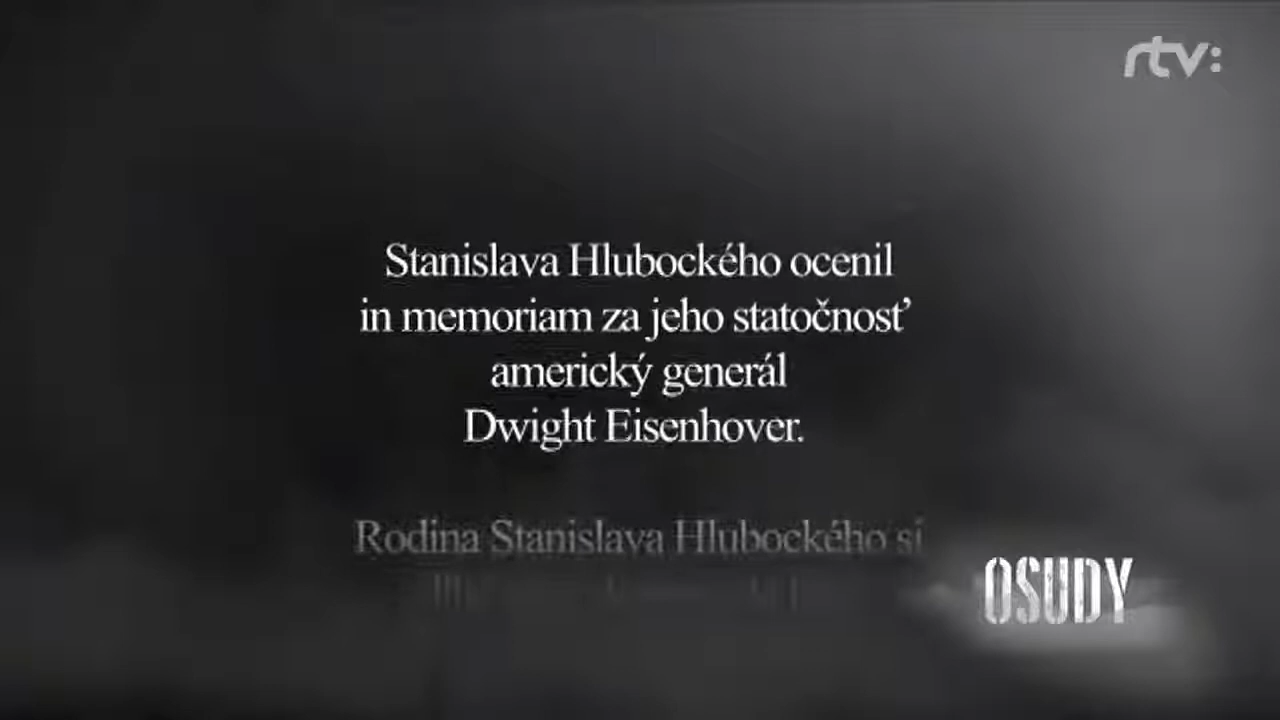 rtv:
Stanislava Hlubockého ocenil
in memoriam za jeho statočnosť
americký generál
Dwight Eisenhover.
Rodina Stanislava Hlubockého si
OSUDY